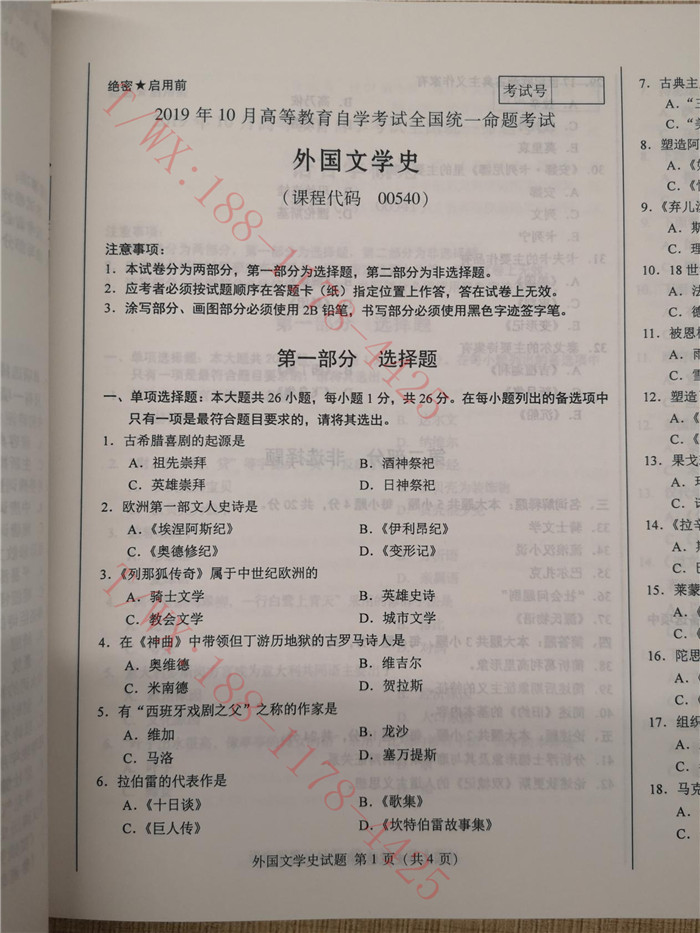 绝密★启用前
考试号
2019 年 10 月高等教育自学考试全国统一命题考试
外国文学史
(课程代码 00540)
注意事项:
1. 本试卷分为两部分,第一部分为选择题,第二部分为非选择题。
2. 应考者必须按试题顺序在答题卡(纸)指定位置上作答,答在试卷上无效。
3. 涂写部分、画图部分必须使用 2B 铅笔,书写部分必须使用黑色字迹签字笔。
第一部分 选择题
一、单项选择题:本大题共 26 小题,每小题 1 分,共 26 分。在每小题列出的备选项中
只有一项是最符合题目要求的,请将其选出。
1. 古希腊喜剧的起源是
A. 祖先崇拜 B. 酒神祭祀
C. 英雄崇拜 D. 日神祭祀
2. 欧洲第一部文人史诗是
A.《埃涅阿斯纪》 B.《伊利昂纪》
C.《奥德修纪》 D.《变形记》
3.《列那狐传奇》属于中世纪欧洲的
A. 骑士文学 B. 英雄史诗
C. 教会文学 D. 城市文学
4. 在《神曲》中带领但丁游历地狱的古罗马诗人是
A. 奥维德 B. 维吉尔
C. 米南德 D. 贺拉斯
5. 有“西班牙戏剧之父”之称的作家是
A. 维加 B. 龙沙
C. 马洛 D. 塞万提斯
6. 拉伯雷的代表作是
A.《十日谈》 B.《歌集》
C.《巨人传》 D.《坎特伯雷故事集》
外国文学史试题 第 1 页(共 4 页)
T/WX:188-1178-4425
T/WX:188-1178-4425
7. 古典主
A.
C.
8. 塑造阿
A.
C.
9.《弃儿
A.
C.
10. 18 世
A.
C. 德
11. 被恩
A.
C.
12. 塑造
A.
C.
13. 果戈
A.
C.
14.《拉
A.
C.
15. 莱蒙
A.
C.
16. 陀思
A.
C.
17. 组织
A.
C.
18. 马克
A.
C.